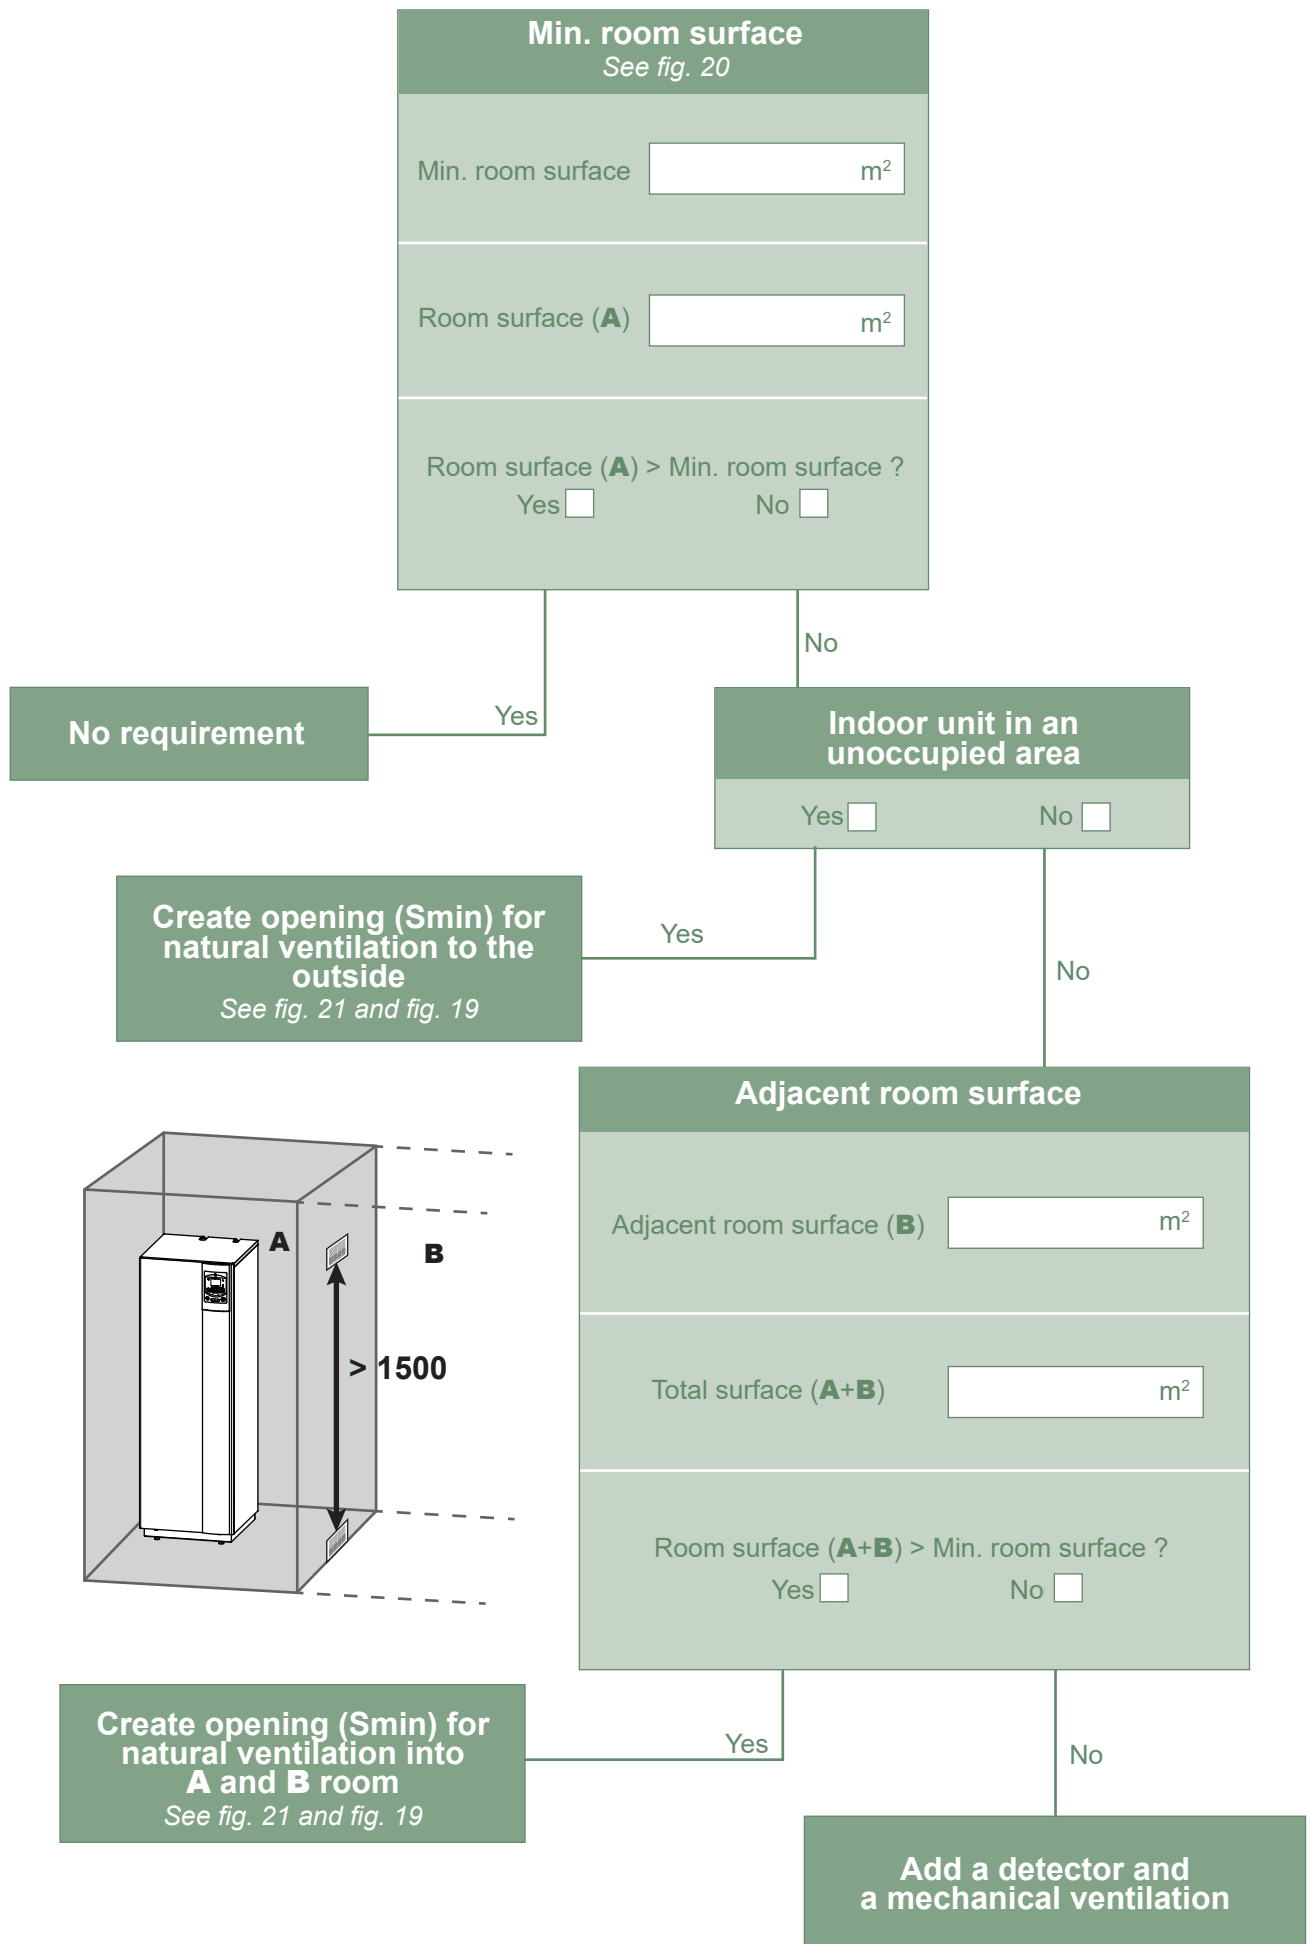 Min. room surface
See fig. 20
Min. room surface m²
Room surface (A) m²
Room surface (A) > Min. room surface ?
Yes No
No
Yes
No requirement
Indoor unit in an
unoccupied area
Yes No
Create opening (Smin) for
natural ventilation to the
outside
See fig. 21 and fig. 19
Yes
No
Adjacent room surface
Adjacent room surface (B) m²
Total surface (A+B) m²
Room surface (A+B) > Min. room surface ?
Yes No
A
B
> 1500
Create opening (Smin) for
natural ventilation into
A and B room
See fig. 21 and fig. 19
Yes
No
Add a detector and
a mechanical ventilation